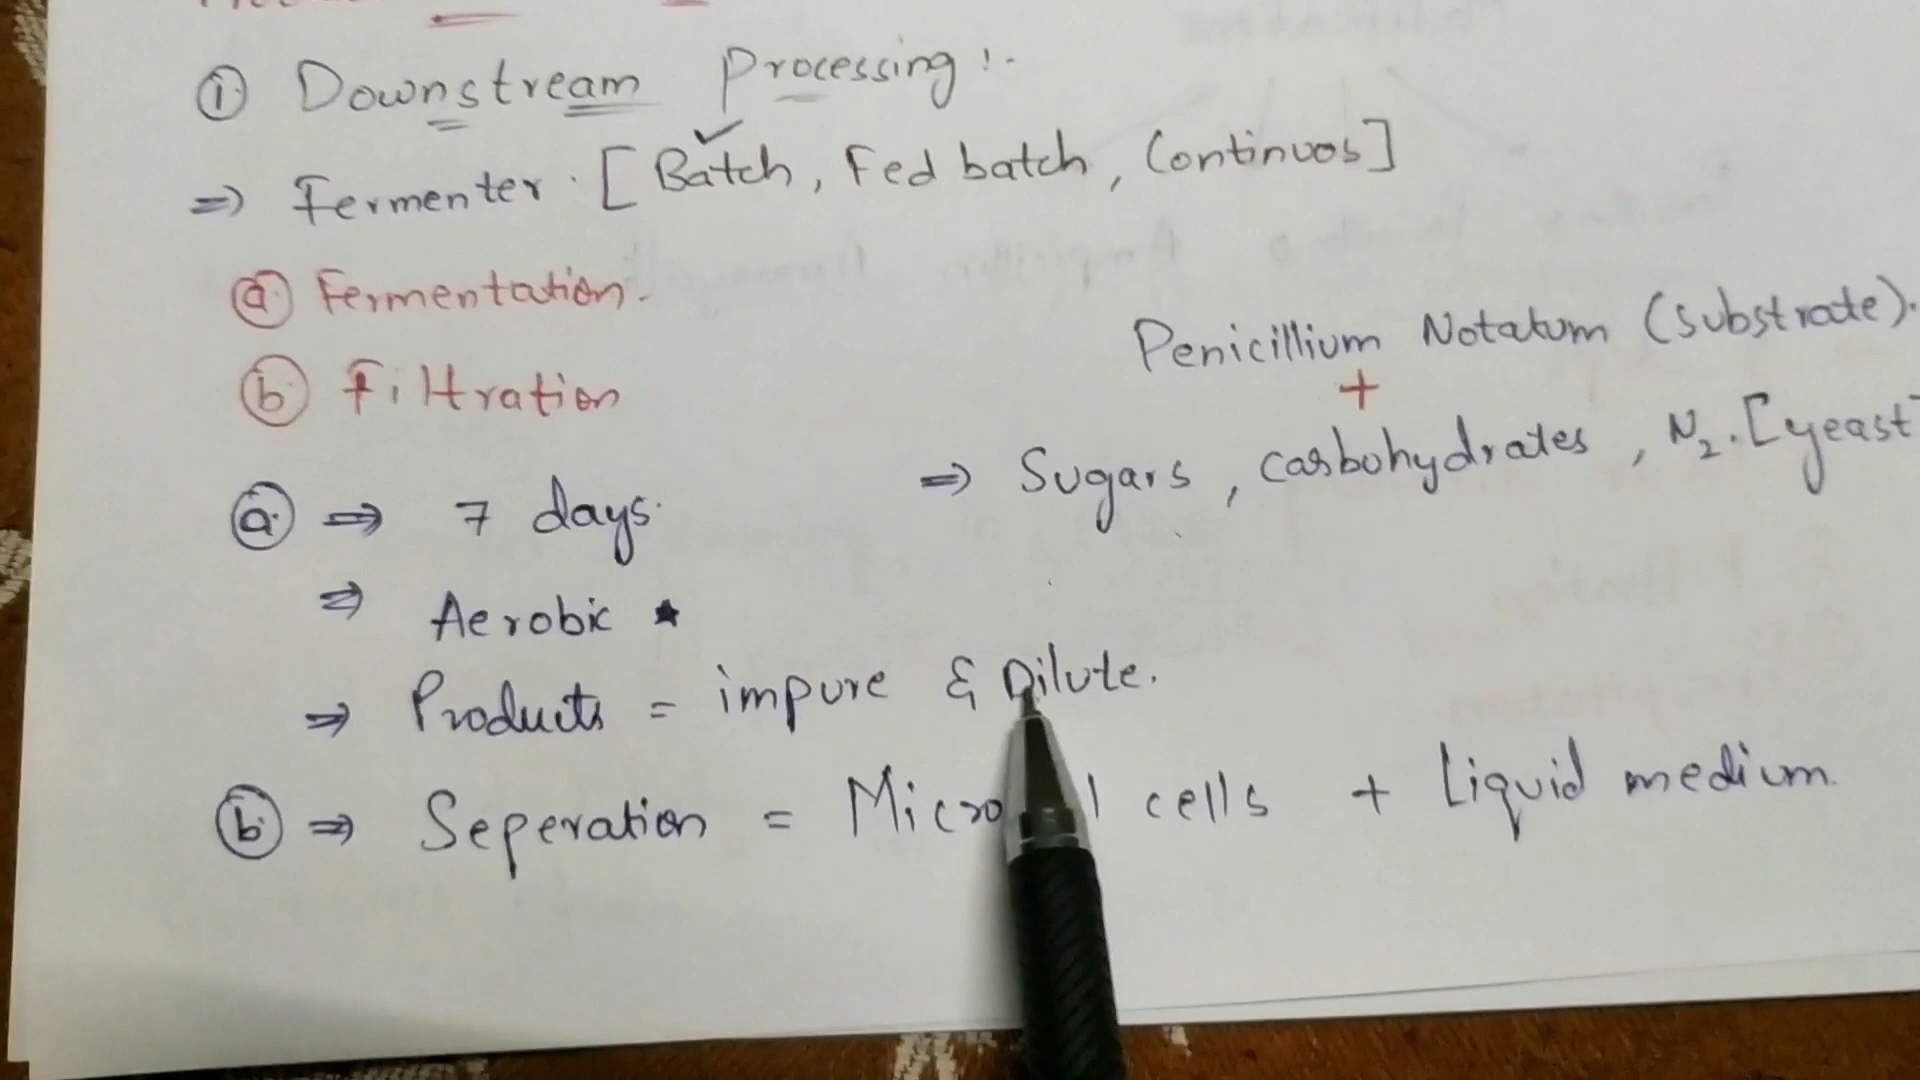 ① Downstream Processing :-
⇒ Fermenter. [Batch, Fed batch, Continuos]
ⓐ Fermentation.
ⓑ Filtration
Penicillium Notatum (substrate).
+
⇒ Sugars, carbohydrates, N₂. [yeast
ⓐ ⇒ 7 days.
⇒ Aerobic ★
⇒ Products = impure & Dilute.
ⓑ ⇒ Seperation = cells + Liquid medium.